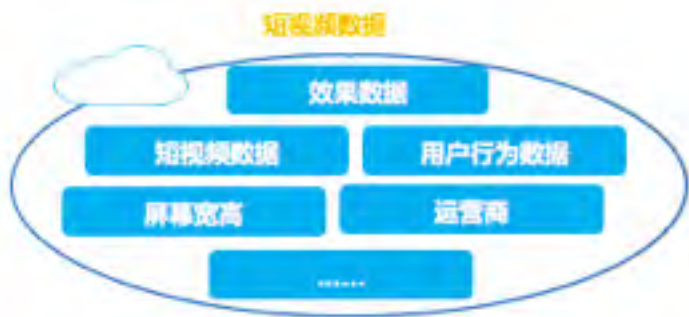 短视频数据
效果数据
短视频数据
用户行为数据
屏幕宽高
运营商
......